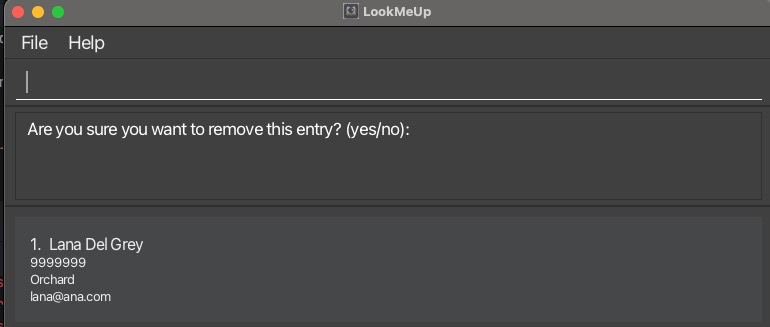 LookMeUp
File Help
Are you sure you want to remove this entry? (yes/no):
1. Lana Del Grey
9999999
Orchard
lana@ana.com